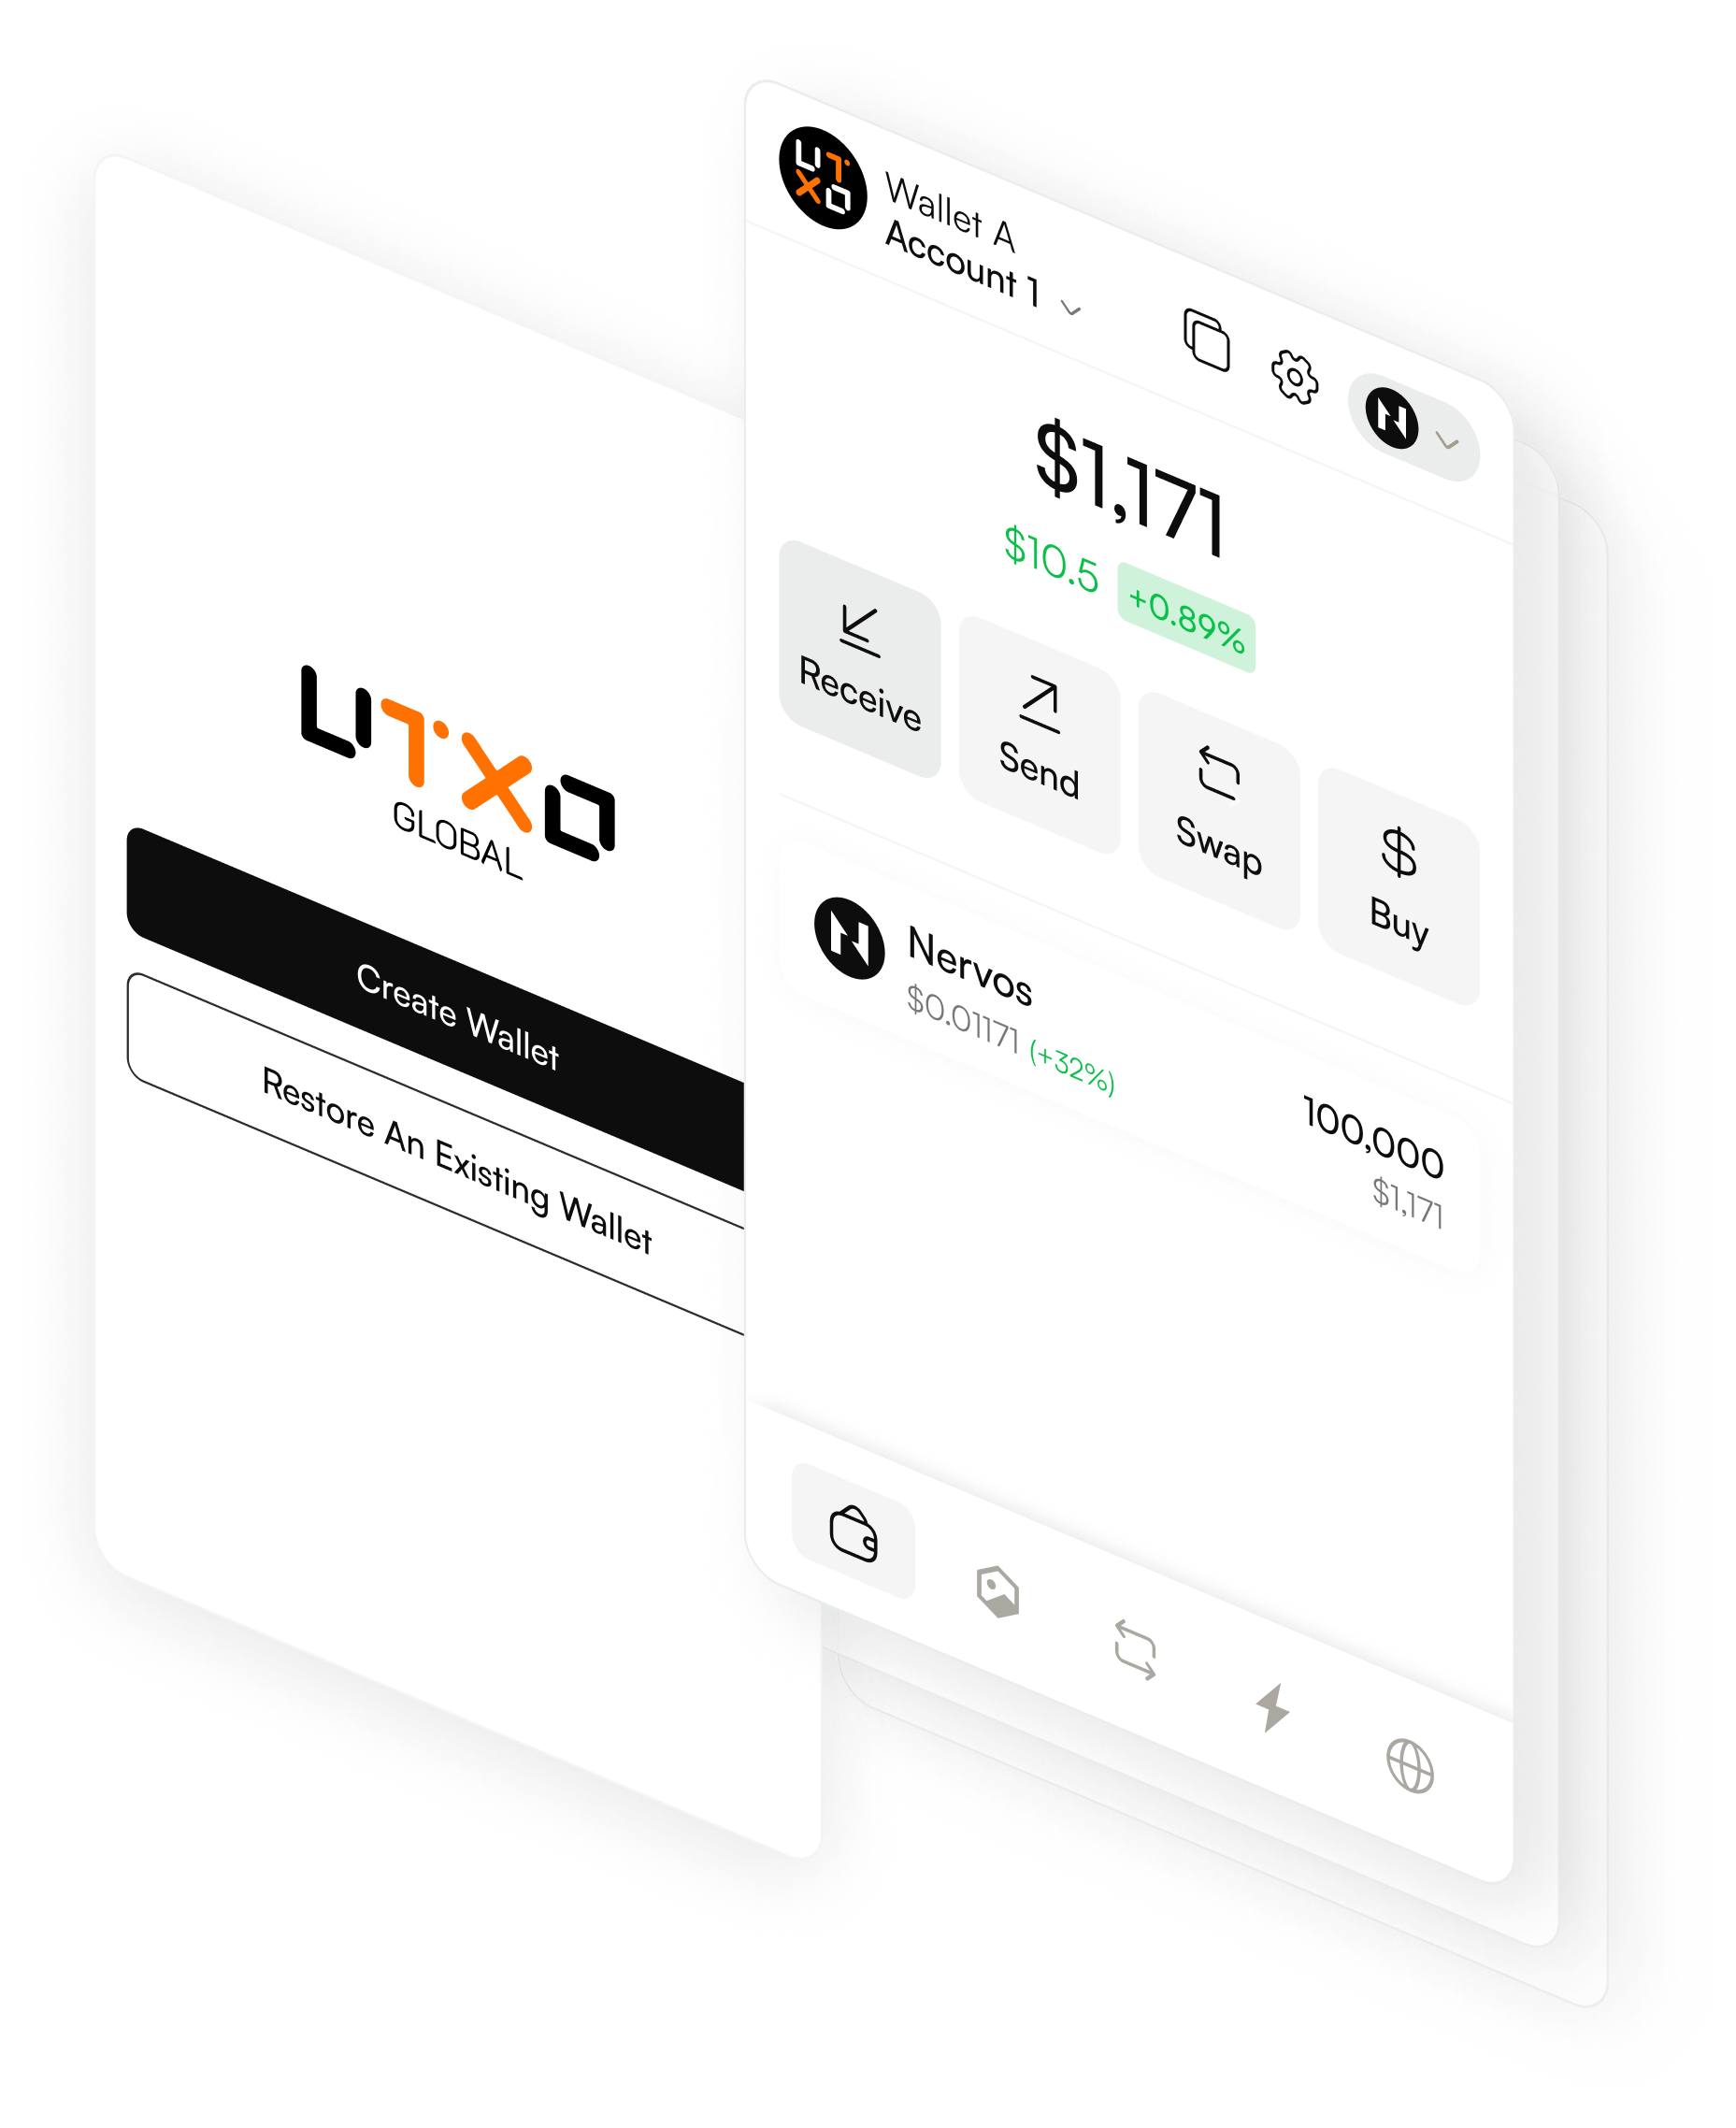 UTXO
GLOBAL
Create Wallet
Restore An Existing Wallet
UTXO
Wallet A
Account 1
$1,171
$10.5 +0.89%
Receive
Send
Swap
Buy
Nervos
$0.01171 (+32%)
100,000
$1,171